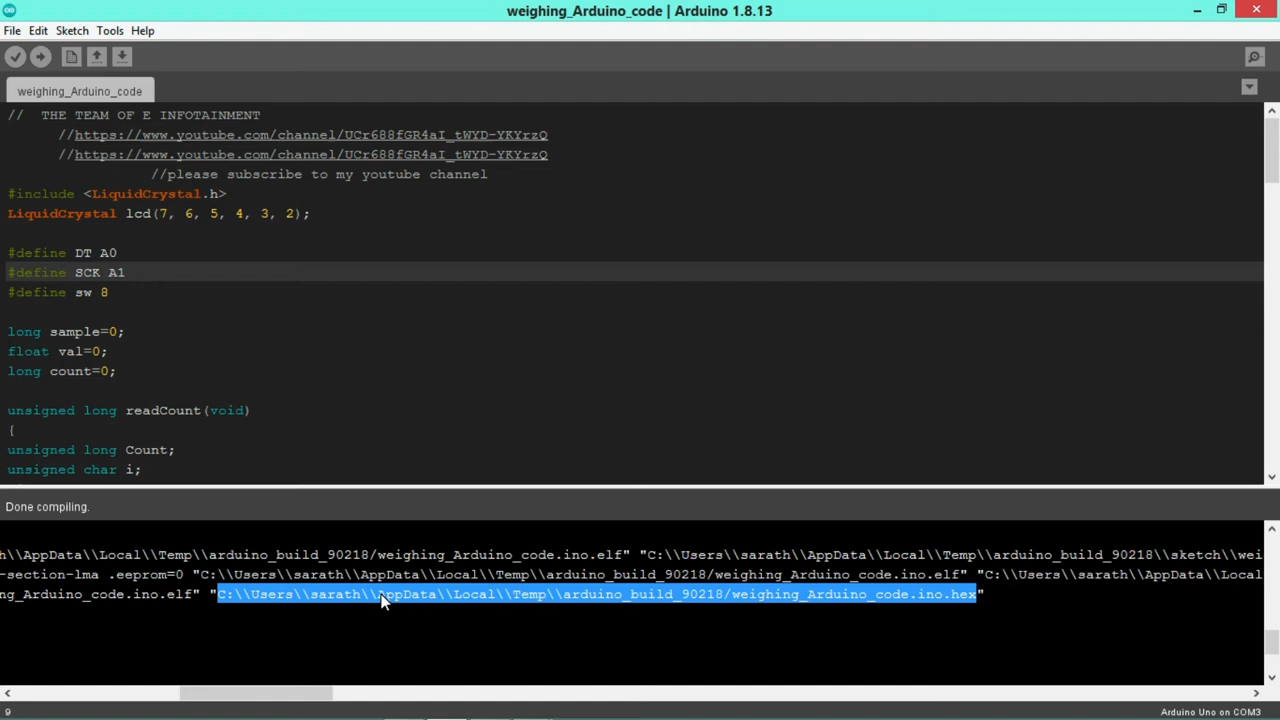 weighing_Arduino_code | Arduino 1.8.13
File Edit Sketch Tools Help
weighing_Arduino_code
// THE TEAM OF E INFOTAINMENT
//https://www.youtube.com/channel/UCr688fGR4aI_tWYD-YKYrzQ
//https://www.youtube.com/channel/UCr688fGR4aI_tWYD-YKYrzQ
//please subscribe to my youtube channel
#include <LiquidCrystal.h>
LiquidCrystal lcd(7, 6, 5, 4, 3, 2);
#define DT A0
#define SCK A1
#define sw 8
long sample=0;
float val=0;
long count=0;
unsigned long readCount(void)
{
unsigned long Count;
unsigned char i;
Done compiling.
h\\AppData\\Local\\Temp\\arduino_build_90218/weighing_Arduino_code.ino.elf" "C:\\Users\\sarath\\AppData\\Local\\Temp\\arduino_build_90218\\sketch\\wei
-section-lma .eeprom=0 "C:\\Users\\sarath\\AppData\\Local\\Temp\\arduino_build_90218/weighing_Arduino_code.ino.elf" "C:\\Users\\sarath\\AppData\\Local
ng_Arduino_code.ino.elf" "C:\\Users\\sarath\\AppData\\Local\\Temp\\arduino_build_90218/weighing_Arduino_code.ino.hex"
9 Arduino Uno on COM3